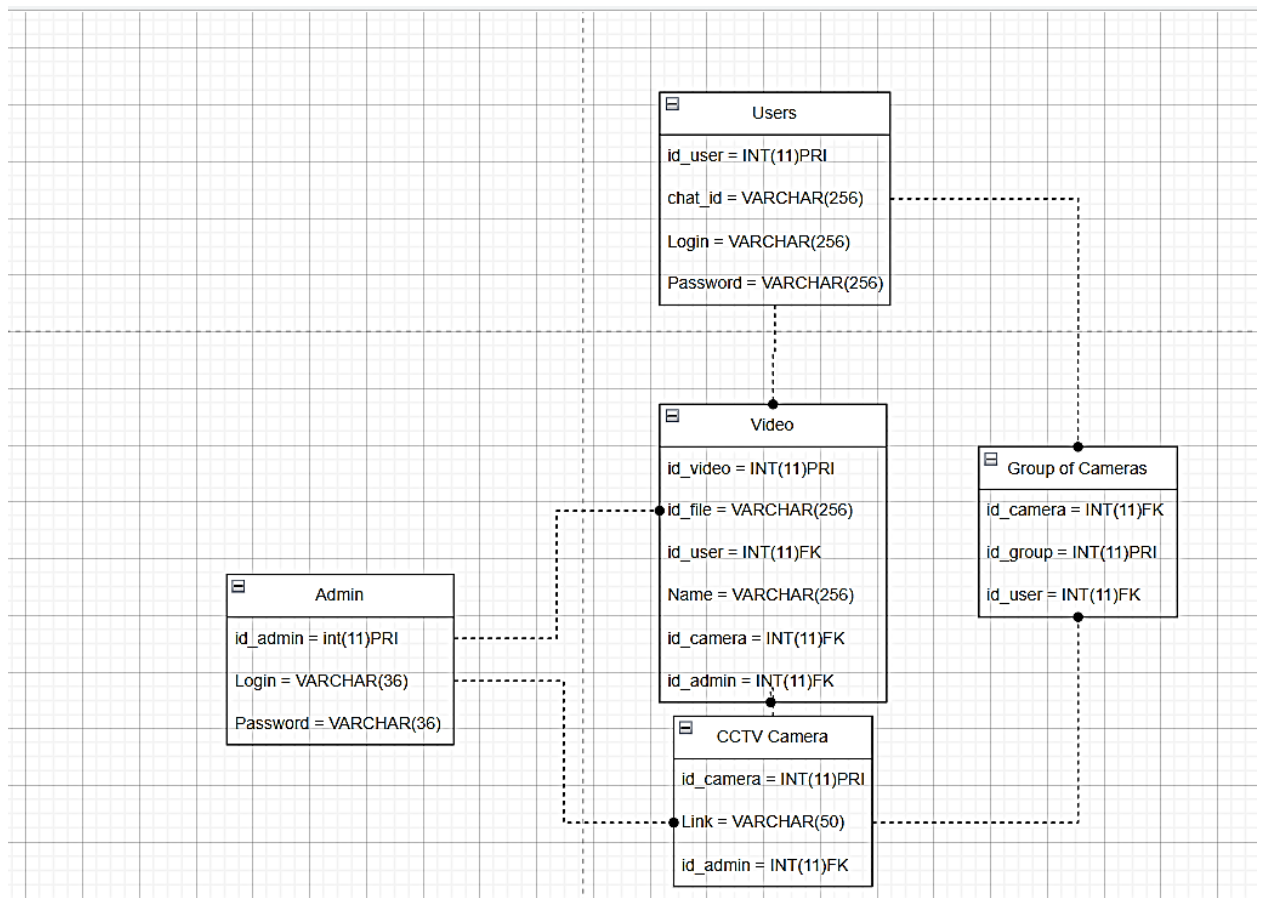 Users
id_user = INT(11)PRI
chat_id = VARCHAR(256)
Login = VARCHAR(256)
Password = VARCHAR(256)
Video
id_video = INT(11)PRI
id_file = VARCHAR(256)
id_user = INT(11)FK
Name = VARCHAR(256)
id_camera = INT(11)FK
id_admin = INT(11)FK
Group of Cameras
id_camera = INT(11)FK
id_group = INT(11)PRI
id_user = INT(11)FK
Admin
id_admin = int(11)PRI
Login = VARCHAR(36)
Password = VARCHAR(36)
CCTV Camera
id_camera = INT(11)PRI
Link = VARCHAR(50)
id_admin = INT(11)FK